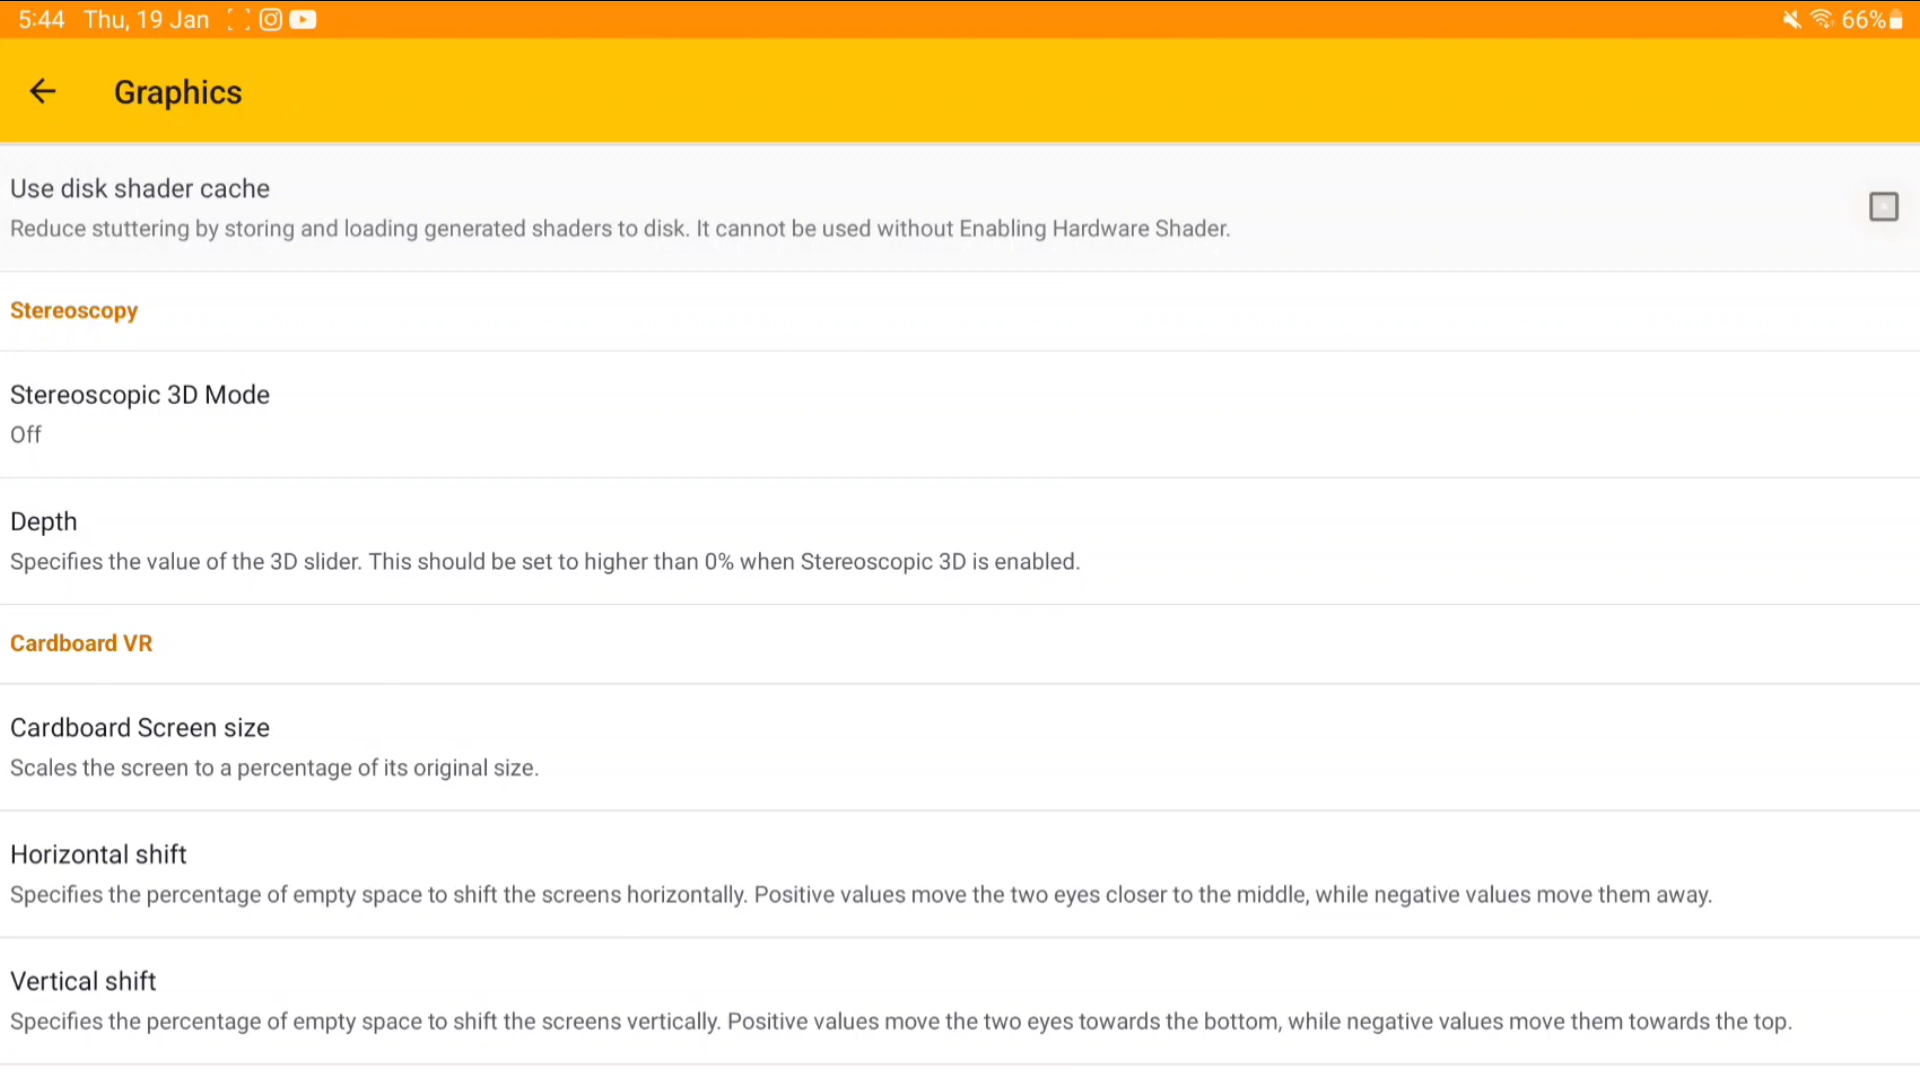 5:44 Thu, 19 Jan 66%
Graphics
Use disk shader cache
Reduce stuttering by storing and loading generated shaders to disk. It cannot be used without Enabling Hardware Shader.
Stereoscopy
Stereoscopic 3D Mode
Off
Depth
Specifies the value of the 3D slider. This should be set to higher than 0% when Stereoscopic 3D is enabled.
Cardboard VR
Cardboard Screen size
Scales the screen to a percentage of its original size.
Horizontal shift
Specifies the percentage of empty space to shift the screens horizontally. Positive values move the two eyes closer to the middle, while negative values move them away.
Vertical shift
Specifies the percentage of empty space to shift the screens vertically. Positive values move the two eyes towards the bottom, while negative values move them towards the top.